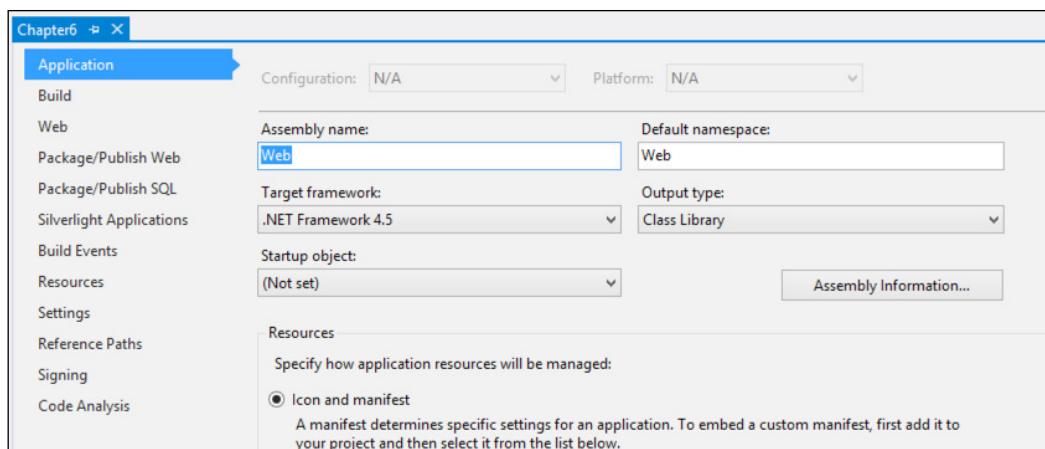 Chapter6
Application
Build
Web
Package/Publish Web
Package/Publish SQL
Silverlight Applications
Build Events
Resources
Settings
Reference Paths
Signing
Code Analysis
Configuration: N/A Platform: N/A
Assembly name: Default namespace:
Web Web
Target framework: Output type:
.NET Framework 4.5 Class Library
Startup object:
(Not set) Assembly Information...
Resources
Specify how application resources will be managed:
Icon and manifest
A manifest determines specific settings for an application. To embed a custom manifest, first add it to
your project and then select it from the list below.